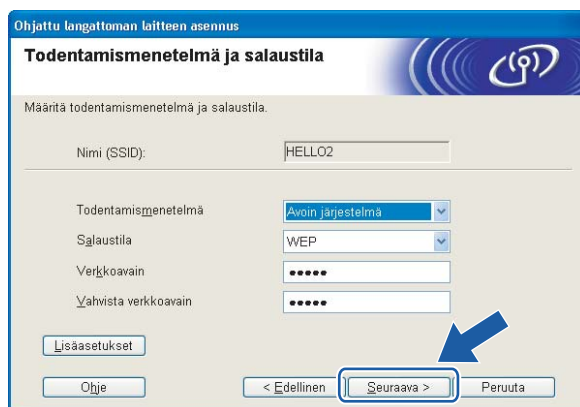 Ohjattu langattoman laitteen asennus
Todentamismenetelmä ja salaustila
Määritä todentamismenetelmä ja salaustila.
Nimi (SSID): HELLO2
Todentamismenetelmä Avoin järjestelmä
Salaustila WEP
Verkkoavain •••••
Vahvista verkkoavain •••••
Lisäasetukset
Ohje < Edellinen Seuraava > Peruuta